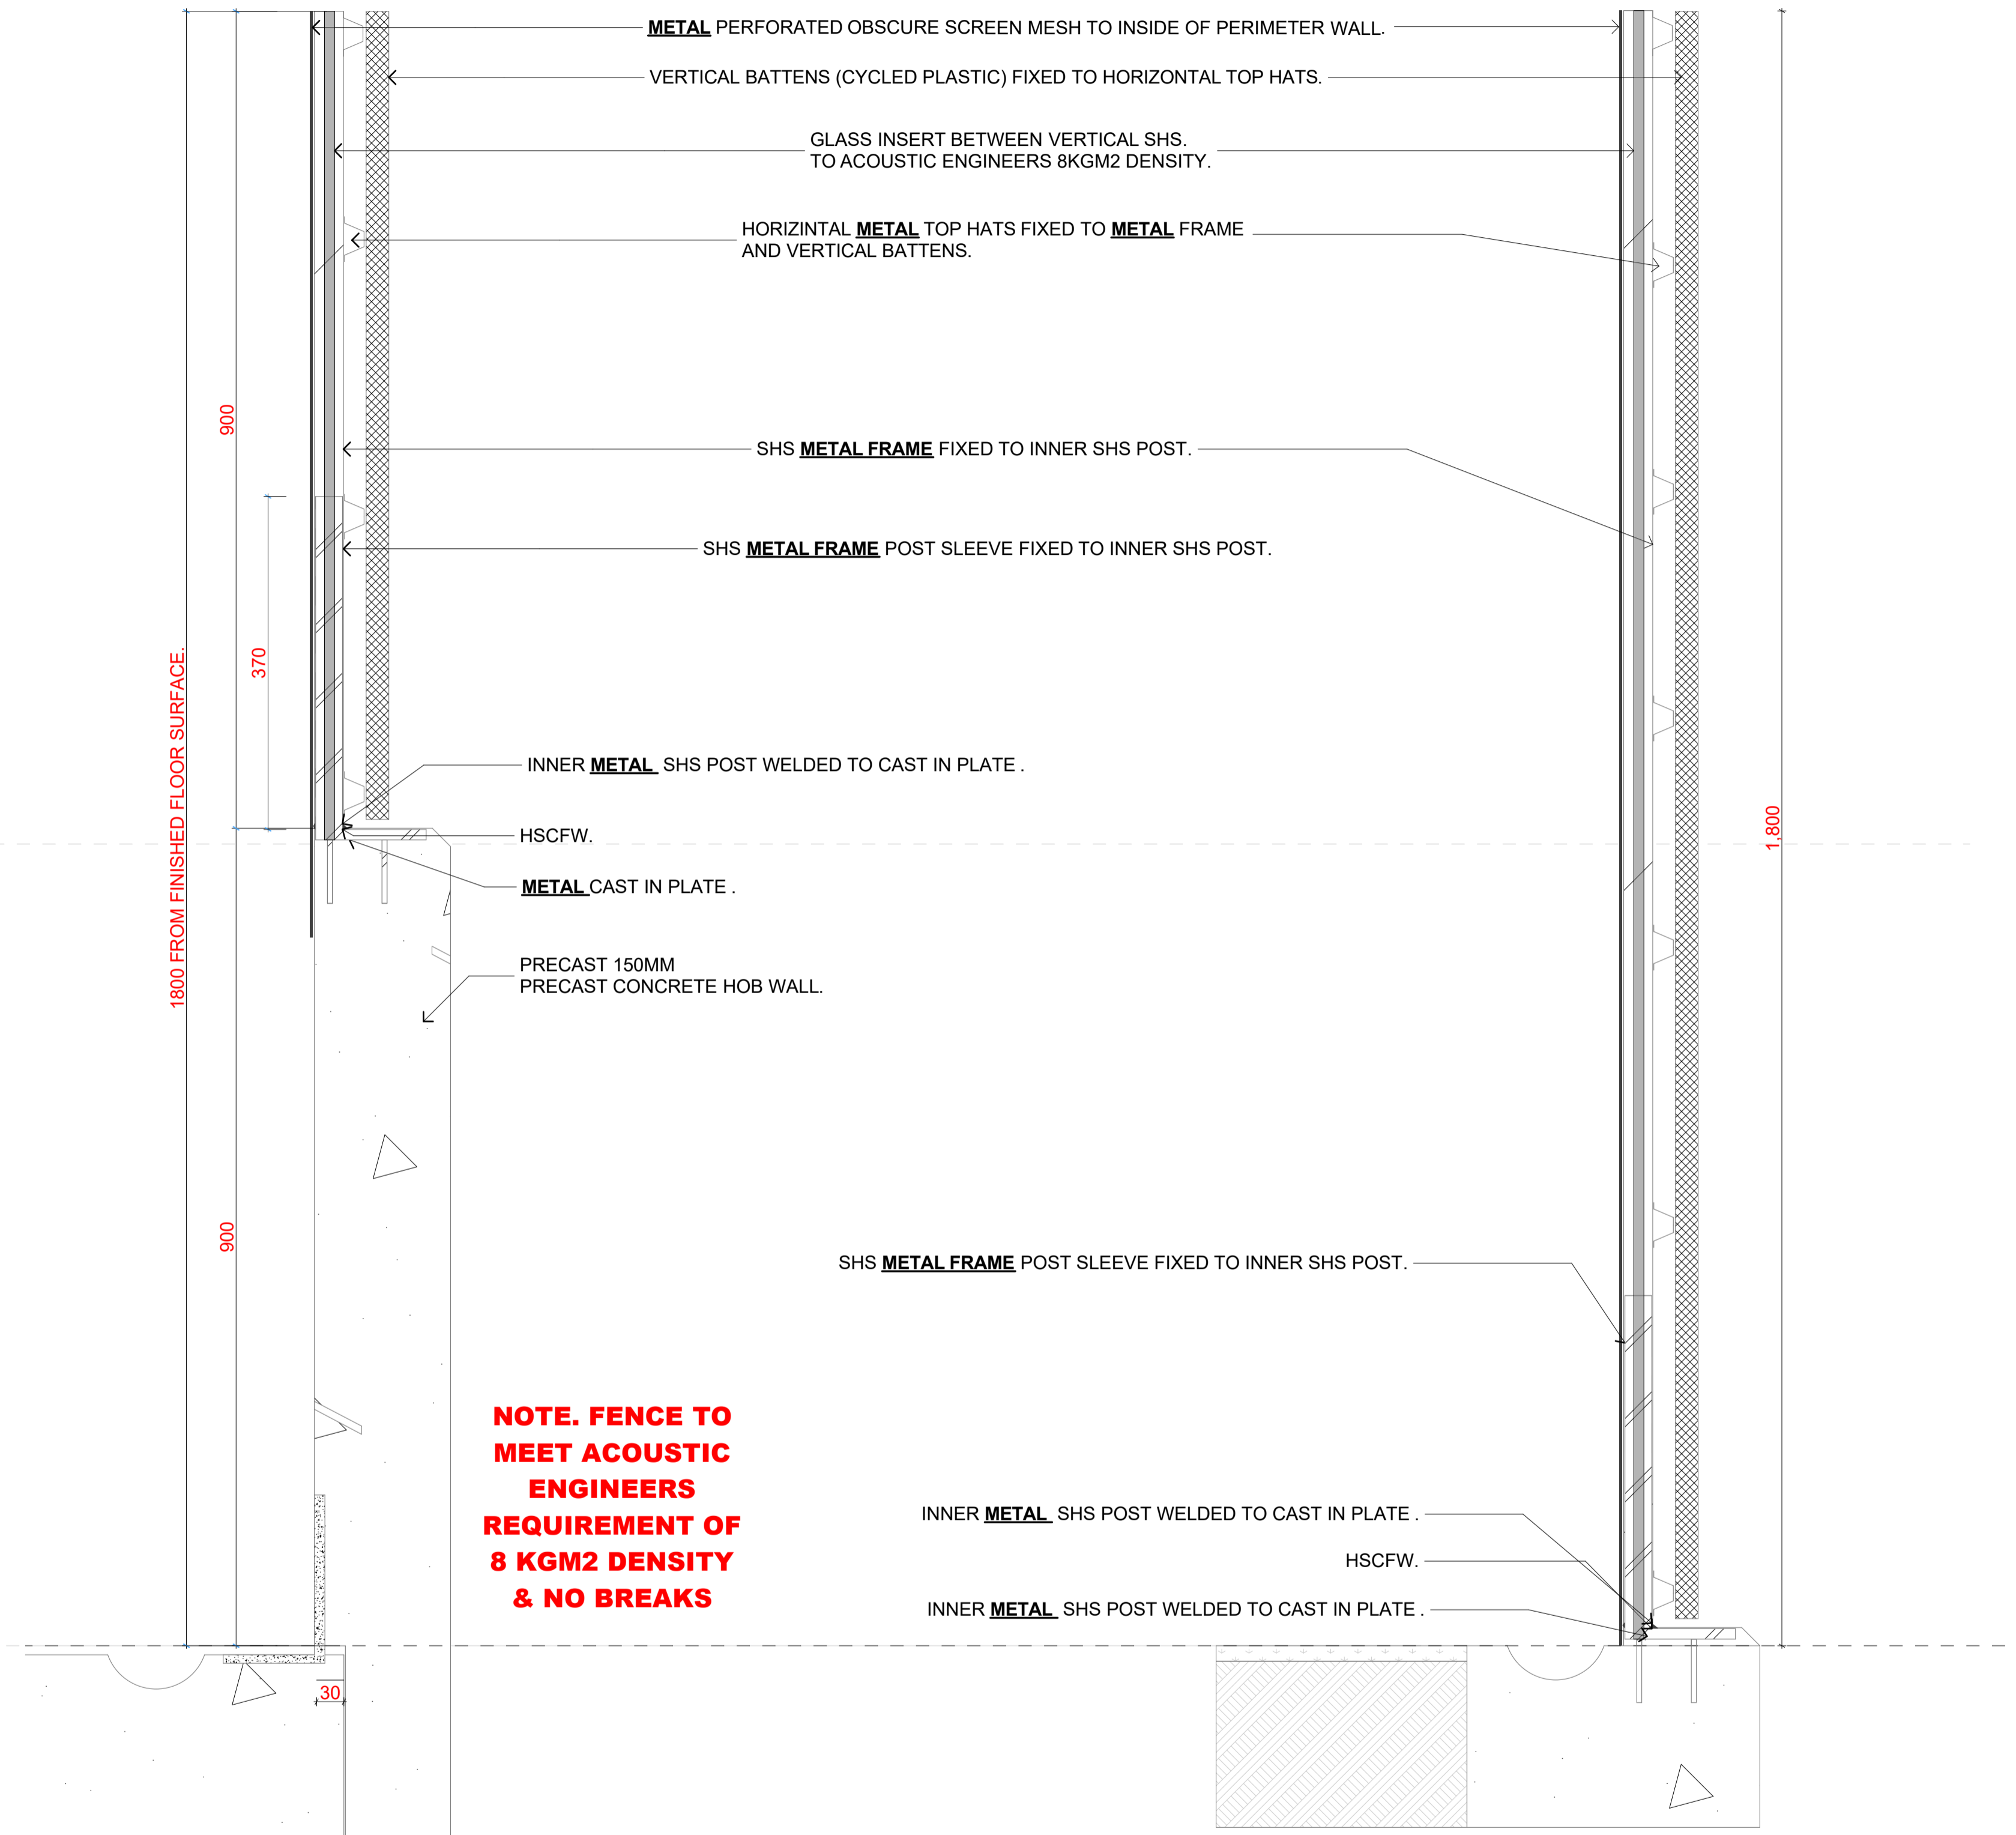 METAL PERFORATED OBSCURE SCREEN MESH TO INSIDE OF PERIMETER WALL.
VERTICAL BATTENS (CYCLED PLASTIC) FIXED TO HORIZONTAL TOP HATS.
GLASS INSERT BETWEEN VERTICAL SHS.
TO ACOUSTIC ENGINEERS 8KGM2 DENSITY.
HORIZINTAL METAL TOP HATS FIXED TO METAL FRAME
AND VERTICAL BATTENS.
900
SHS METAL FRAME FIXED TO INNER SHS POST.
SHS METAL FRAME POST SLEEVE FIXED TO INNER SHS POST.
370
1800 FROM FINISHED FLOOR SURFACE.
INNER METAL SHS POST WELDED TO CAST IN PLATE .
HSCFW.
1,800
METAL CAST IN PLATE .
PRECAST 150MM
PRECAST CONCRETE HOB WALL.
900
SHS METAL FRAME POST SLEEVE FIXED TO INNER SHS POST.
NOTE. FENCE TO
MEET ACOUSTIC
ENGINEERS
REQUIREMENT OF
8 KGM2 DENSITY
& NO BREAKS
INNER METAL SHS POST WELDED TO CAST IN PLATE .
HSCFW.
INNER METAL SHS POST WELDED TO CAST IN PLATE .
30